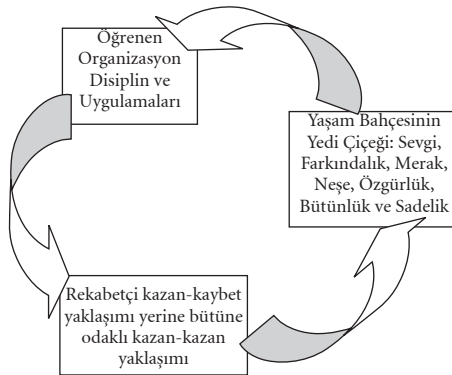 Öğrenen
Organizasyon
Disiplin ve
Uygulamaları
Yaşam Bahçesinin
Yedi Çiçeği: Sevgi,
Farkındalık, Merak,
Neşe, Özgürlük,
Bütünlük ve Sadelik
Rekabetçi kazan-kaybet
yaklaşımı yerine bütüne
odaklı kazan-kazan
yaklaşımı